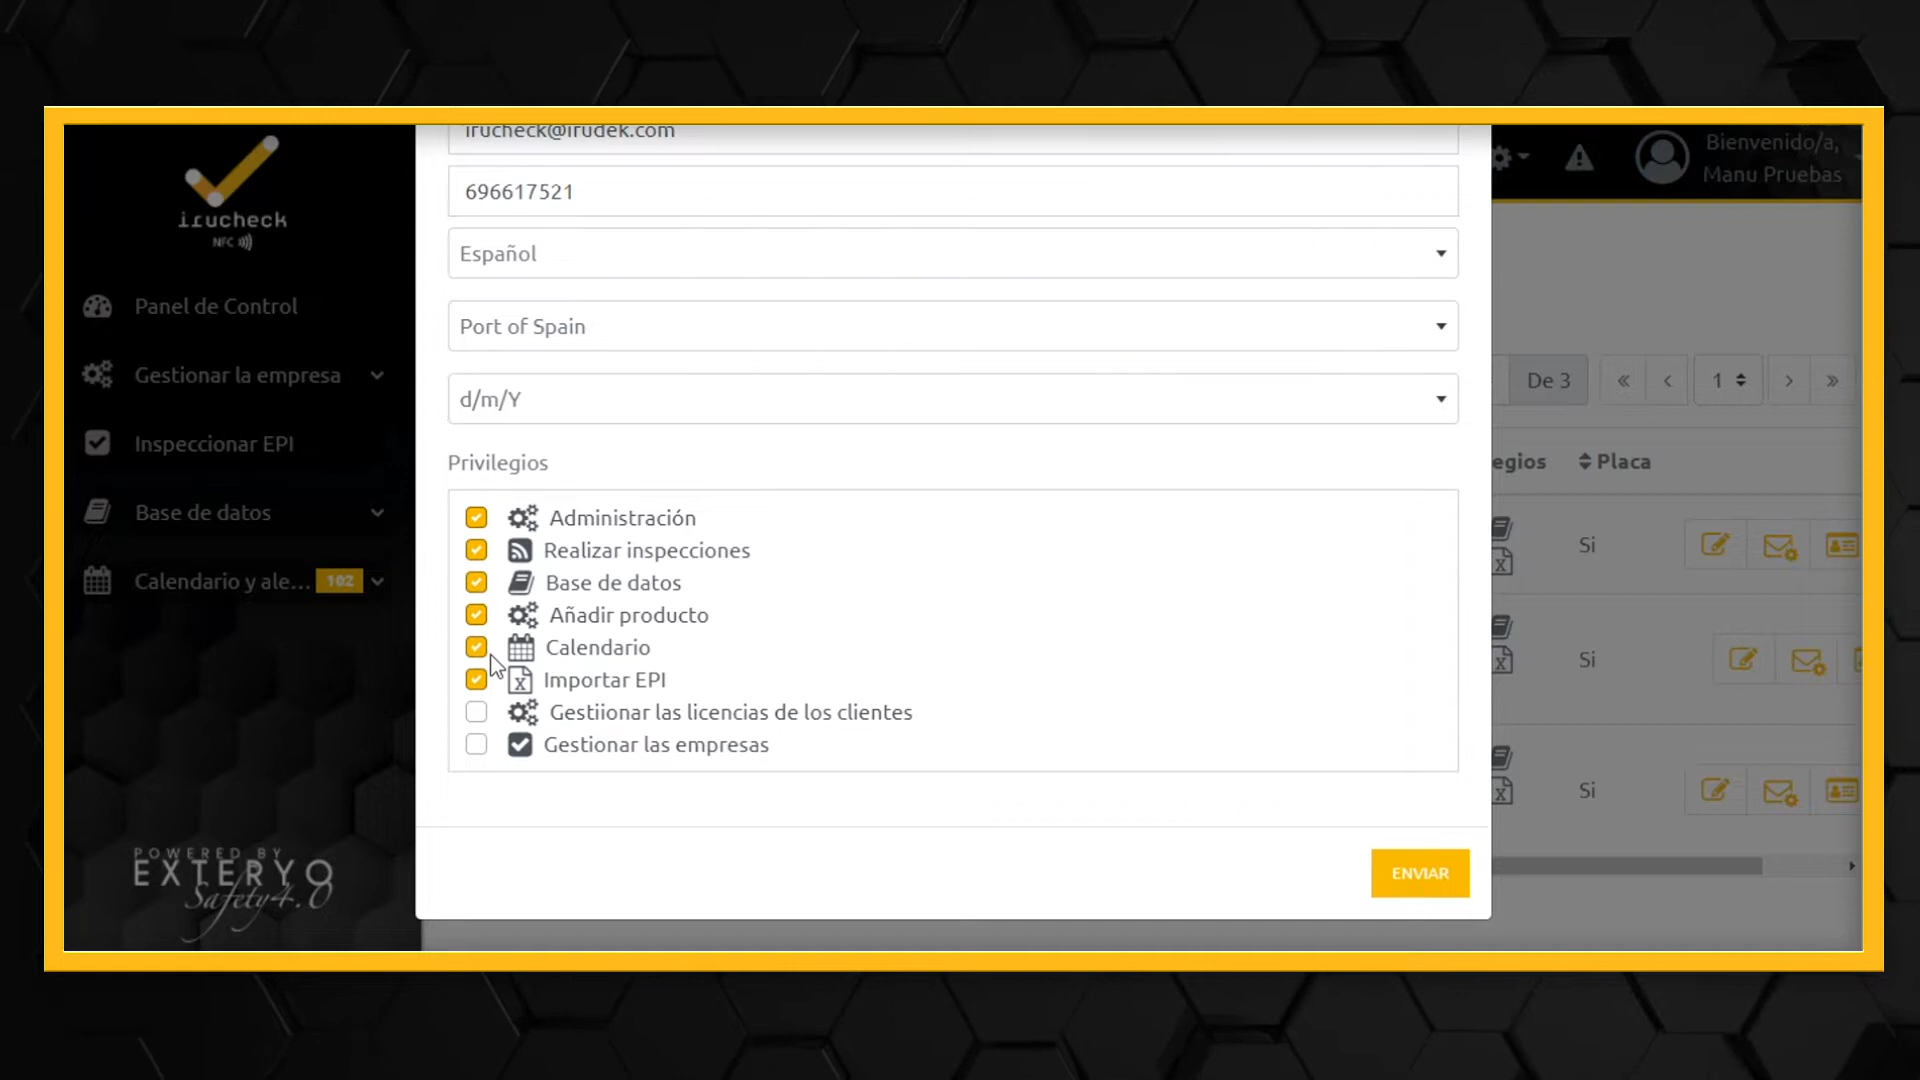 irucheck@irudek.com
696617521
Español
Port of Spain
d/m/Y
Privilegios
Administración
Realizar inspecciones
Base de datos
Añadir producto
Calendario
Importar EPI
Gestiionar las licencias de los clientes
Gestionar las empresas
ENVIAR
irucheck
NFC
Panel de Control
Gestionar la empresa
Inspeccionar EPI
Base de datos
Calendario y ale... 102
POWERED BY
EXTERYO
Safety4.0
Bienvenido/a,
Manu Pruebas
De 3
« ‹ 1 › »
egios Placa
Si
Si
Si